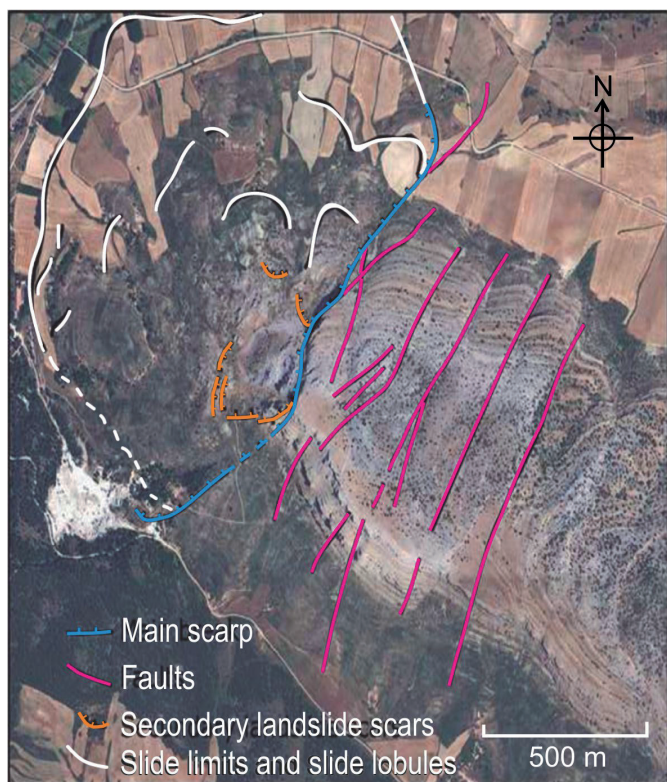 N
Main scarp
Faults
Secondary landslide scars
Slide limits and slide lobules
500 m